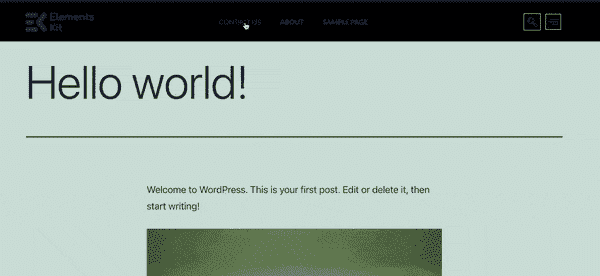 Elements
Kit
CONTACT US ABOUT SAMPLE PAGE
Hello world!
Welcome to WordPress. This is your first post. Edit or delete it, then
start writing!